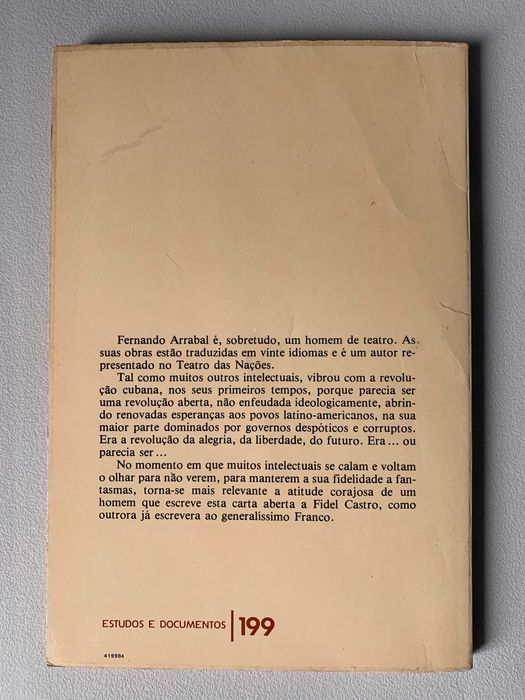 Fernando Arrabal é, sobretudo, um homem de teatro. As
suas obras estão traduzidas em vinte idiomas e é um autor re-
presentado no Teatro das Nações.
Tal como muitos outros intelectuais, vibrou com a revolu-
ção cubana, nos seus primeiros tempos, porque parecia ser
uma revolução aberta, não enfeudada ideologicamente, abrin-
do renovadas esperanças aos povos latino-americanos, na sua
maior parte dominados por governos despóticos e corruptos.
Era a revolução da alegria, da liberdade, do futuro. Era... ou
parecia ser...
No momento em que muitos intelectuais se calam e voltam
o olhar para não verem, para manterem a sua fidelidade a fan-
tasmas, torna-se mais relevante a atitude corajosa de um
homem que escreve esta carta aberta a Fidel Castro, como
outrora já escrevera ao generalíssimo Franco.
ESTUDOS E DOCUMENTOS | 199
419984